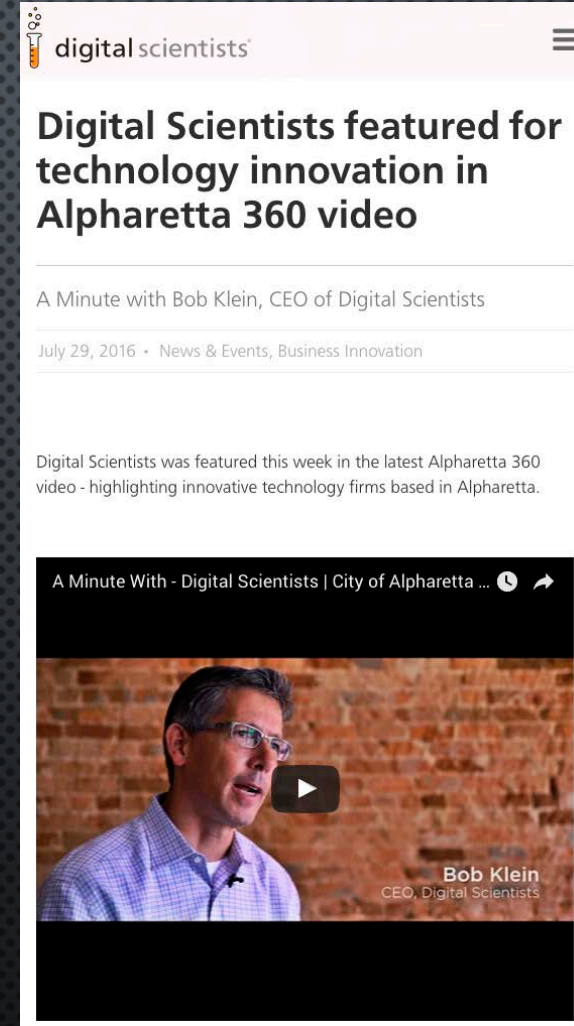 digital scientists
Digital Scientists featured for
technology innovation in
Alpharetta 360 video
A Minute with Bob Klein, CEO of Digital Scientists
July 29, 2016 • News & Events, Business Innovation
Digital Scientists was featured this week in the latest Alpharetta 360
video - highlighting innovative technology firms based in Alpharetta.
A Minute With - Digital Scientists | City of Alpharetta ...
Bob Klein
CEO, Digital Scientists